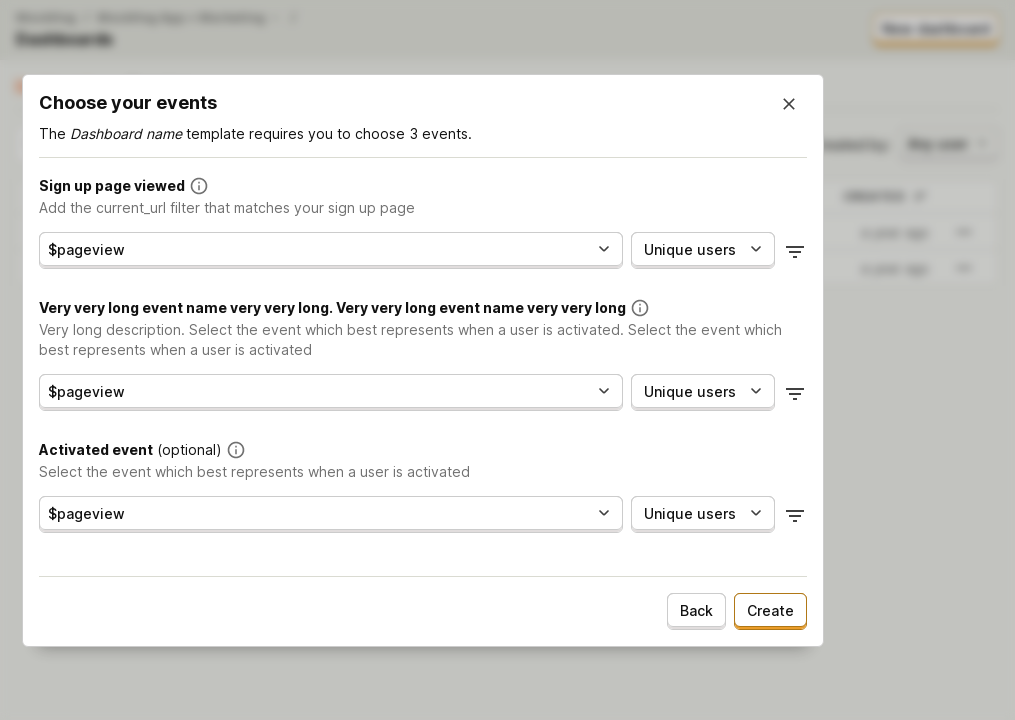 Dashboards
New dashboard
Choose your events
The Dashboard name template requires you to choose 3 events.
Sign up page viewed
Add the current_url filter that matches your sign up page
$pageview
Unique users
Very very long event name very very long. Very very long event name very very long
Very long description. Select the event which best represents when a user is activated. Select the event which
best represents when a user is activated
$pageview
Unique users
Activated event (optional)
Select the event which best represents when a user is activated
$pageview
Unique users
Back
Create